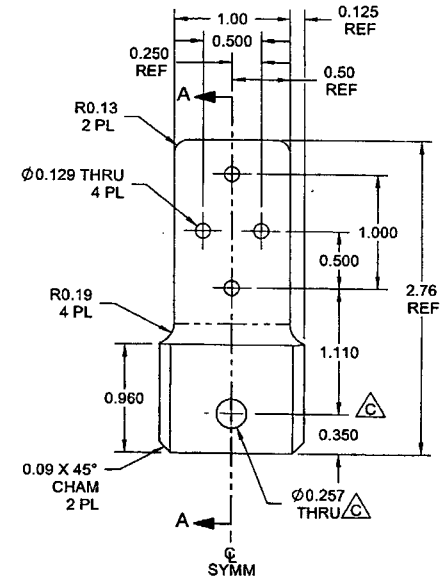 1.00
0.125
REF
0.500
0.250
REF
0.50
REF
A
R0.13
2 PL
Ø0.129 THRU
4 PL
1.000
0.500
2.76
REF
R0.19
4 PL
1.110
0.960
C
0.350
0.09 X 45°
CHAM
2 PL
Ø0.257
THRU C
A
℄
SYMM